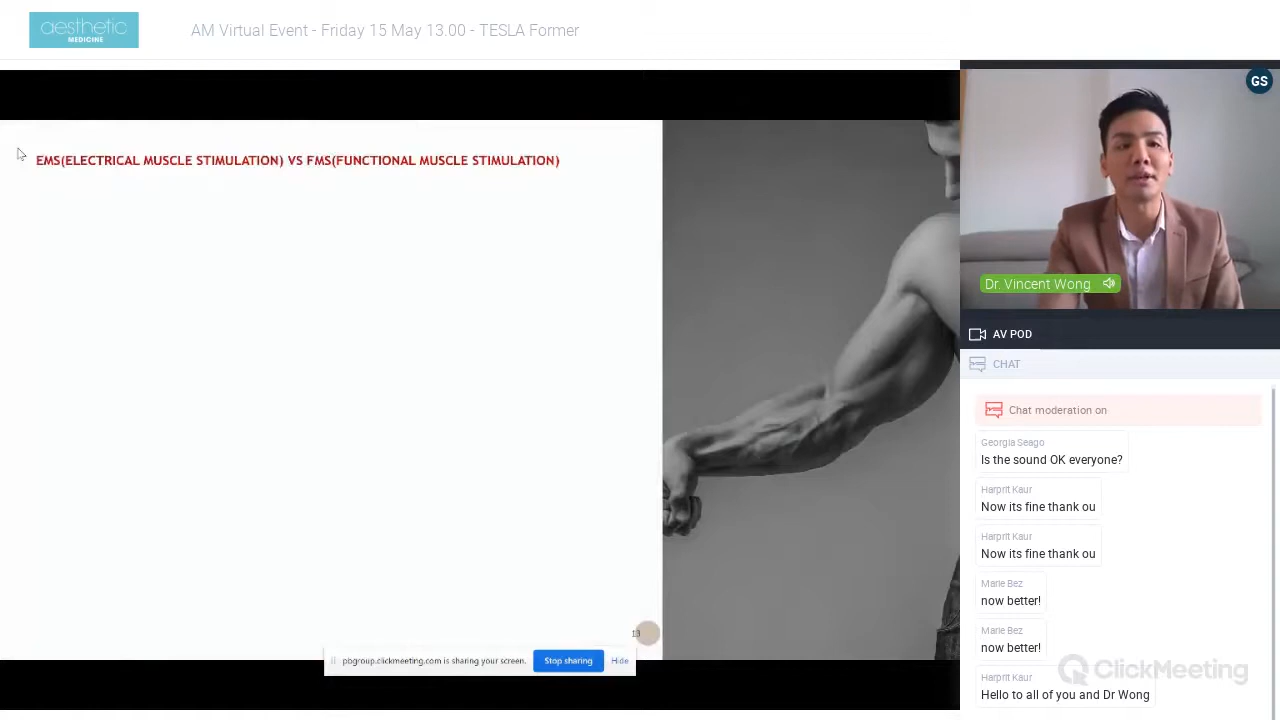 aesthetic
MEDICINE
AM Virtual Event - Friday 15 May 13.00 - TESLA Former
EMS(ELECTRICAL MUSCLE STIMULATION) VS FMS(FUNCTIONAL MUSCLE STIMULATION)
13
pbgroup.clickmeeting.com is sharing your screen.
Stop sharing
Hide
GS
Dr. Vincent Wong
AV POD
CHAT
Chat moderation on
Georgia Seago
Is the sound OK everyone?
Harprit Kaur
Now its fine thank ou
Harprit Kaur
Now its fine thank ou
Marie Bez
now better!
Marie Bez
now better!
Harprit Kaur
Hello to all of you and Dr Wong
ClickMeeting